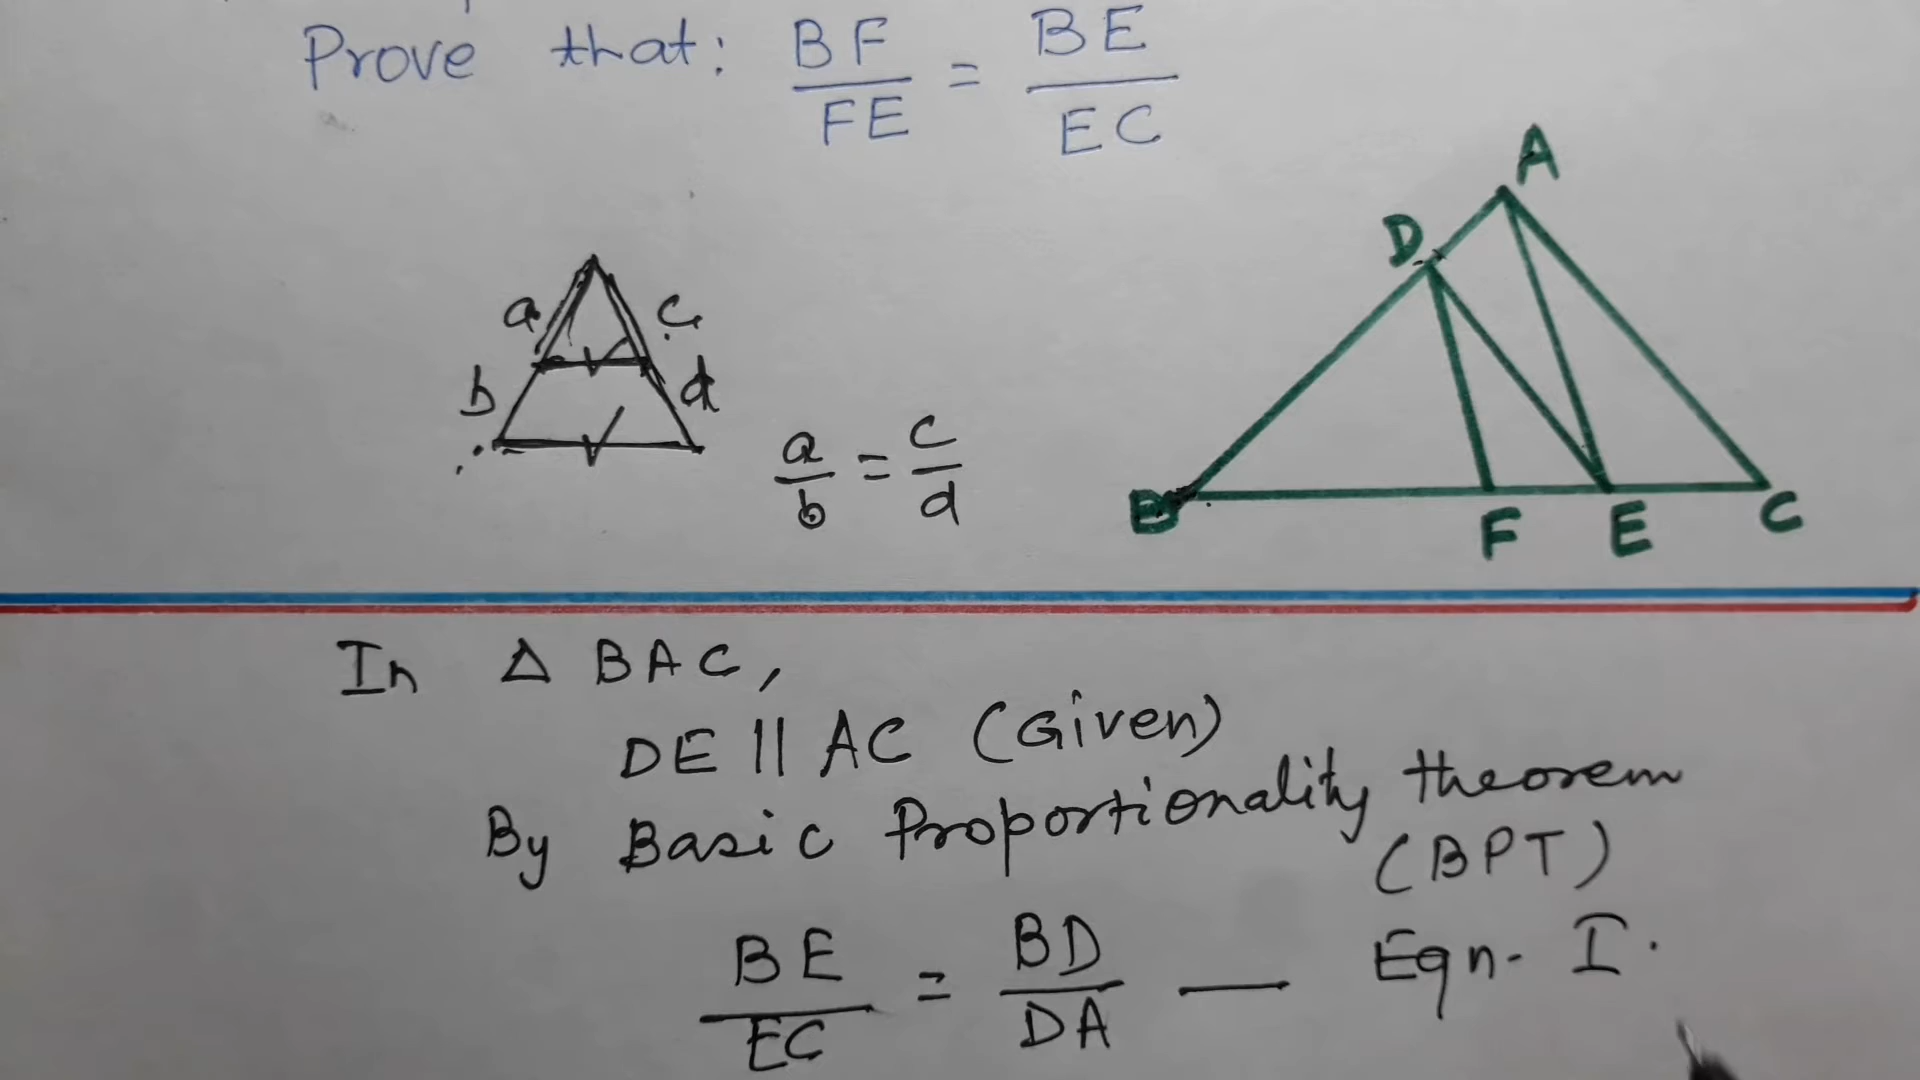 Prove that: BF/FE = BE/EC
A
D
a c
b d
a/b = c/d
B F E C
In △ BAC,
DE || AC (Given)
By Basic Proportionality theorem
(BPT)
BE/EC = BD/DA — Eqn. I.